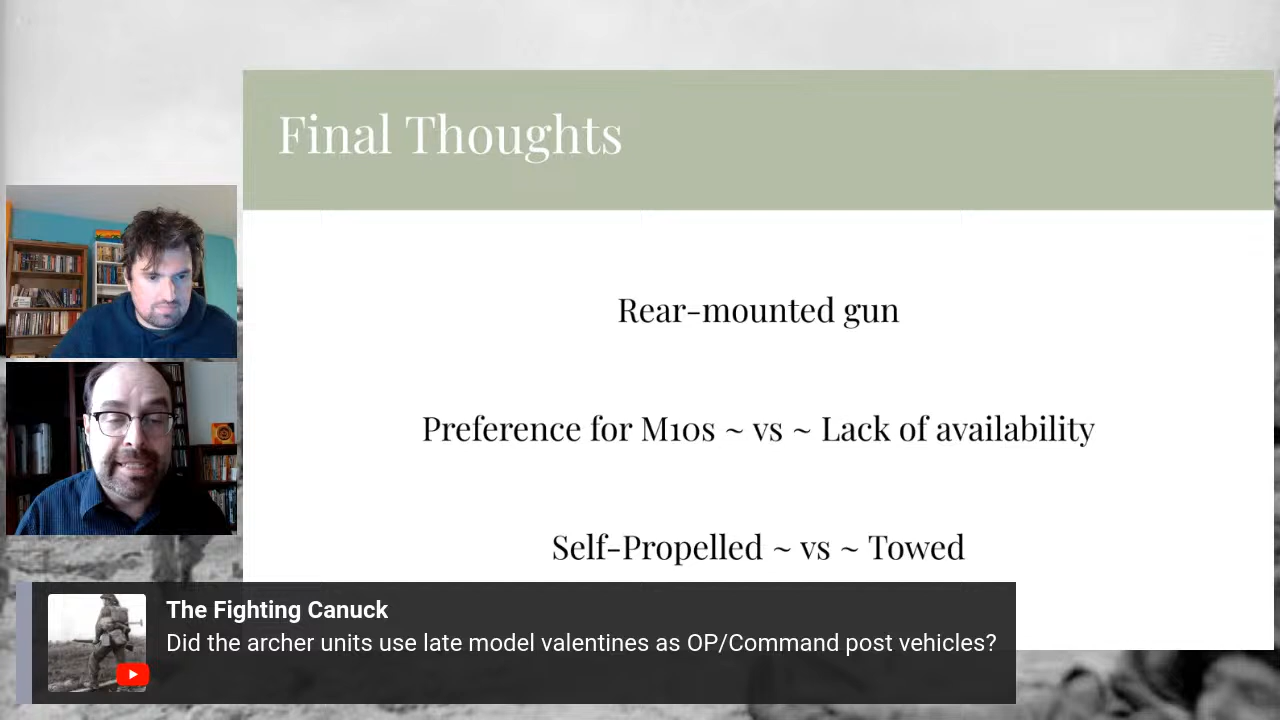 Final Thoughts
Rear-mounted gun
Preference for M10s ~ vs ~ Lack of availability
Self-Propelled ~ vs ~ Towed
The Fighting Canuck
Did the archer units use late model valentines as OP/Command post vehicles?